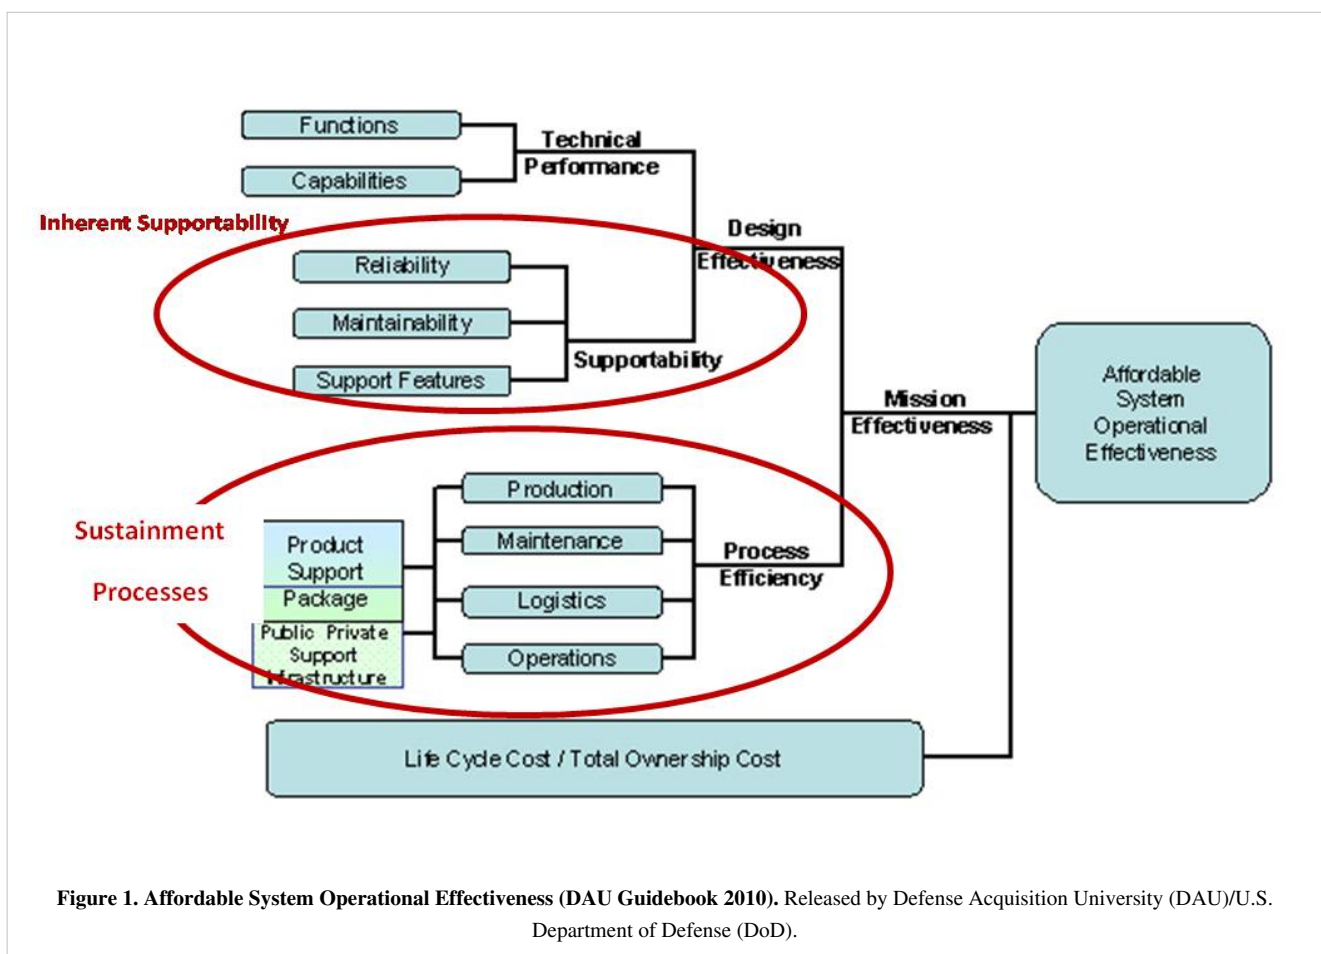 Functions
Technical
Performance
Capabilities
Inherent Supportability
Design
Effectiveness
Reliability
Maintainability
Supportability
Support Features
Affordable
System
Operational
Effectiveness
Mission
Effectiveness
Sustainment
Processes
Product
Support
Package
Public Private
Support
Infrastructure
Production
Maintenance
Logistics
Operations
Process
Efficiency
Life Cycle Cost / Total Ownership Cost
Figure 1. Affordable System Operational Effectiveness (DAU Guidebook 2010). Released by Defense Acquisition University (DAU)/U.S.
Department of Defense (DoD).